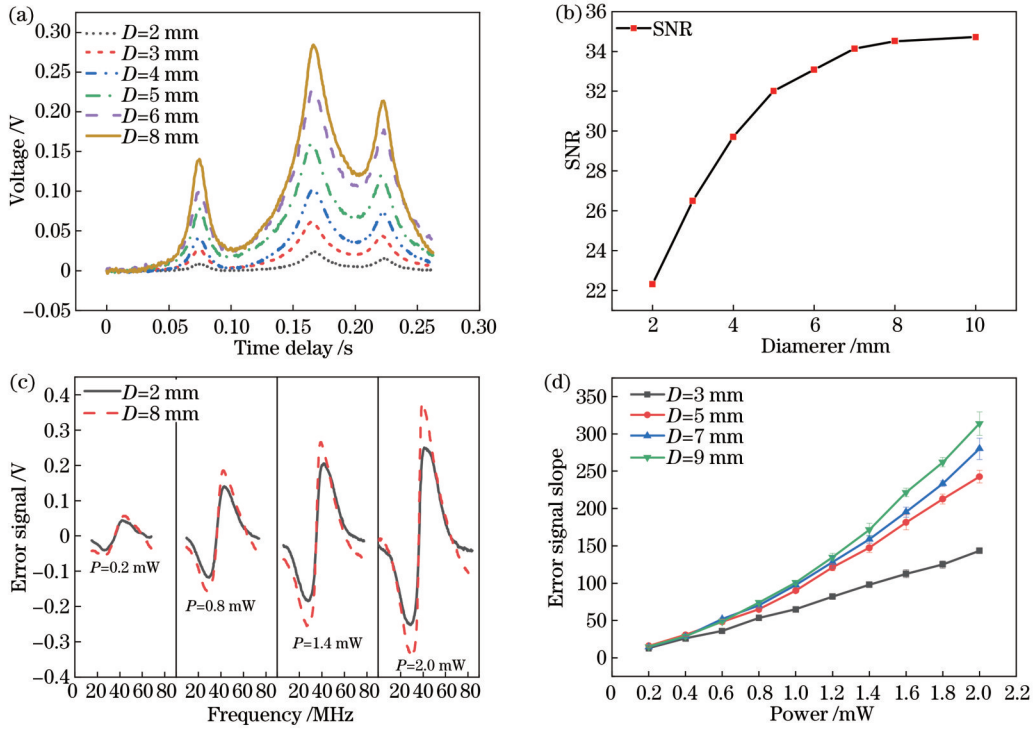 (a)
D=2 mm
D=3 mm
D=4 mm
D=5 mm
D=6 mm
D=8 mm
0.30
0.25
0.20
0.15
0.10
0.05
0
−0.05
Voltage /V
0 0.05 0.10 0.15 0.20 0.25 0.30
Time delay /s
(b)
SNR
36
34
32
30
28
26
24
22
SNR
2 4 6 8 10
Diamerer /mm
(c)
D=2 mm
D=8 mm
0.4
0.3
0.2
0.1
0
−0.1
−0.2
−0.3
−0.4
Error signal /V
P=0.2 mW
P=0.8 mW
P=1.4 mW
P=2.0 mW
20 40 60 80 20 40 60 80 20 40 60 80 20 40 60 80
Frequency /MHz
(d)
D=3 mm
D=5 mm
D=7 mm
D=9 mm
350
300
250
200
150
100
50
0
Error signal slope
0.2 0.4 0.6 0.8 1.0 1.2 1.4 1.6 1.8 2.0 2.2
Power /mW